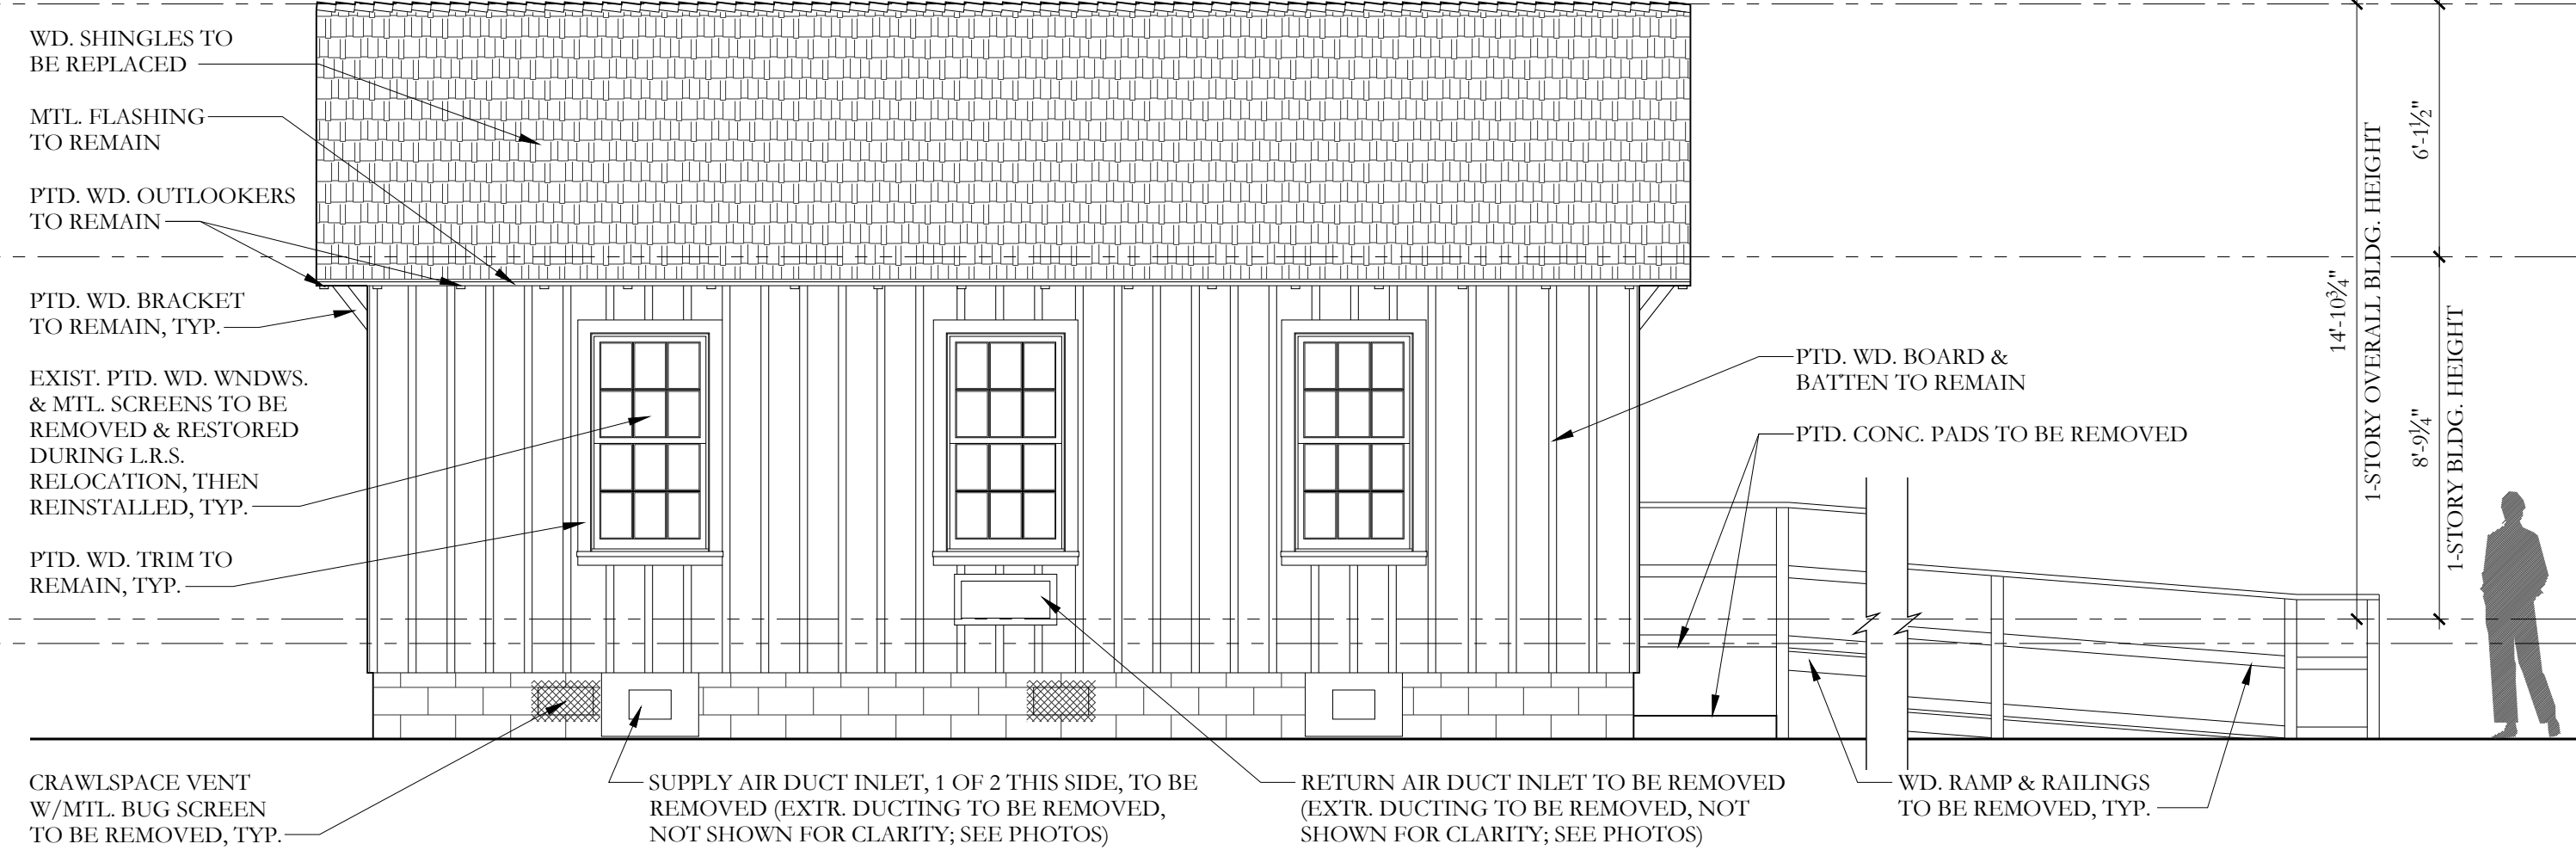 WD. SHINGLES TO
BE REPLACED
MTL. FLASHING
TO REMAIN
PTD. WD. OUTLOOKERS
TO REMAIN
PTD. WD. BRACKET
TO REMAIN, TYP.
EXIST. PTD. WD. WNDWS.
& MTL. SCREENS TO BE
REMOVED & RESTORED
DURING L.R.S.
RELOCATION, THEN
REINSTALLED, TYP.
PTD. WD. TRIM TO
REMAIN, TYP.
CRAWLSPACE VENT
W/MTL. BUG SCREEN
TO BE REMOVED, TYP.
SUPPLY AIR DUCT INLET, 1 OF 2 THIS SIDE, TO BE
REMOVED (EXTR. DUCTING TO BE REMOVED,
NOT SHOWN FOR CLARITY; SEE PHOTOS)
RETURN AIR DUCT INLET TO BE REMOVED
(EXTR. DUCTING TO BE REMOVED, NOT
SHOWN FOR CLARITY; SEE PHOTOS)
WD. RAMP & RAILINGS
TO BE REMOVED, TYP.
PTD. WD. BOARD &
BATTEN TO REMAIN
PTD. CONC. PADS TO BE REMOVED
14'-10¾"
1-STORY OVERALL BLDG. HEIGHT
6'-1½"
8'-9¼"
1-STORY BLDG. HEIGHT